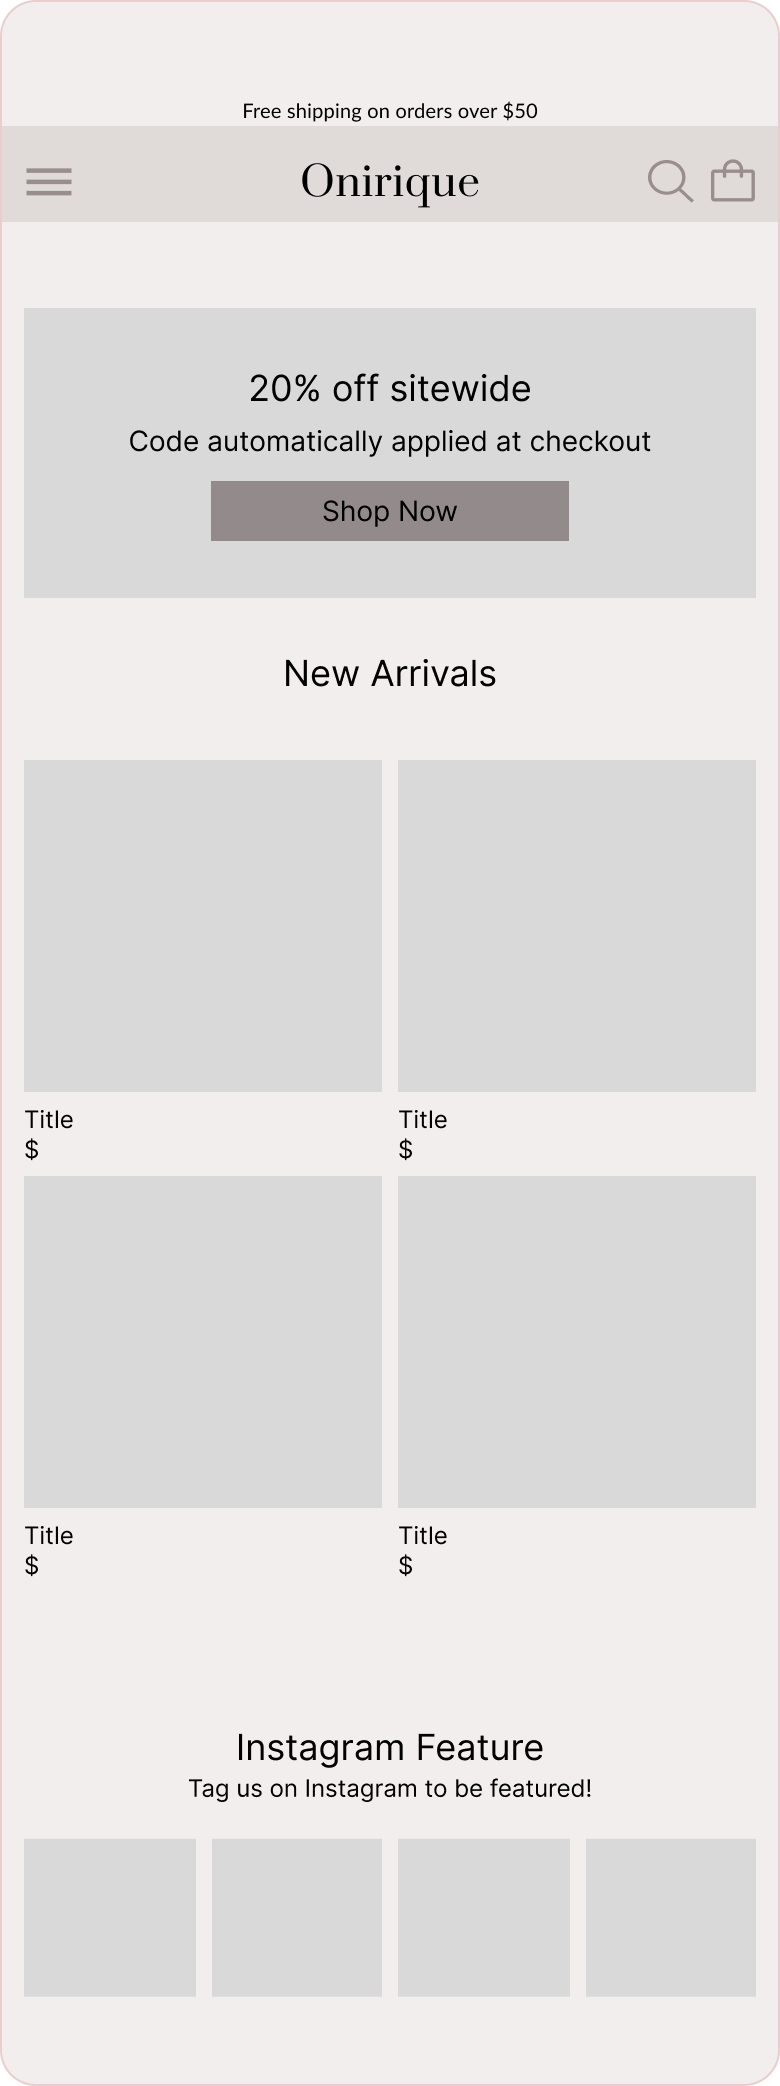 Free shipping on orders over $50
Onirique
20% off sitewide
Code automatically applied at checkout
Shop Now
New Arrivals
Title
$
Title
$
Title
$
Title
$
Instagram Feature
Tag us on Instagram to be featured!